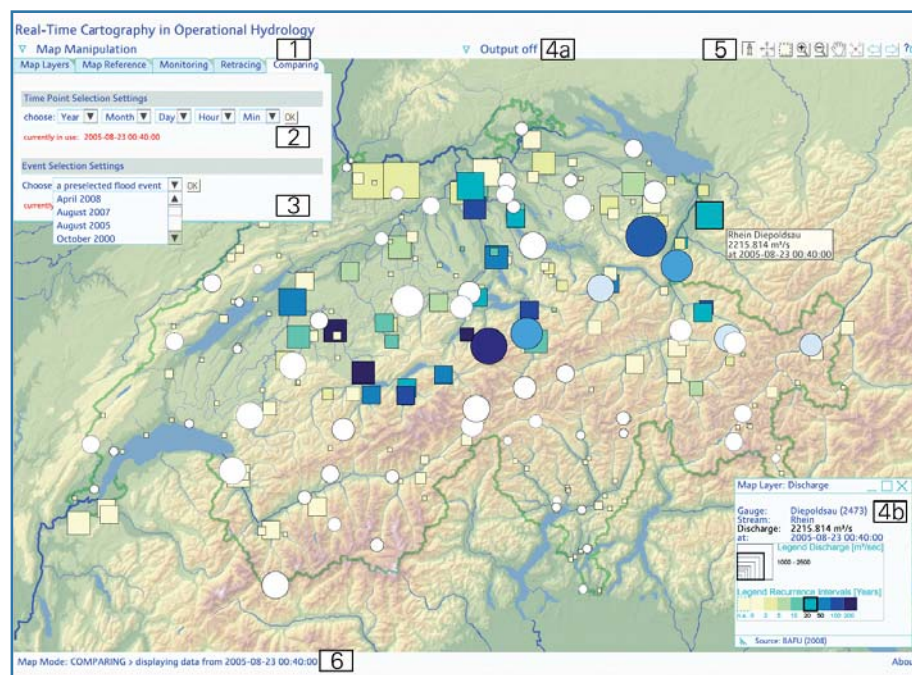 Real-Time Cartography in Operational Hydrology
Map Manipulation
1
Output off
4a
5
Map Layers
Map Reference
Monitoring
Retracing
Comparing
Time Point Selection Settings
choose: Year Month Day Hour Min OK
currently in use: 2005-08-23 00:40:00
2
Event Selection Settings
Choose a preselected flood event OK
currently
April 2008
August 2007
August 2005
October 2000
3
Rhein Diepoldsau
2215.814 m³/s
at 2005-08-23 00:40:00
Map Layer: Discharge
4b
Gauge: Diepoldsau (2473)
Stream: Rhein
Discharge: 2215.814 m³/s
at: 2005-08-23 00:40:00
Legend Discharge [m³/sec]
1000 - 2500
Legend Recurrence Intervals [Years]
n.a. 0 2 5 10 20 50 100 200
Source: BAFU (2008)
Map Mode: COMPARING > displaying data from 2005-08-23 00:40:00
6
Abou